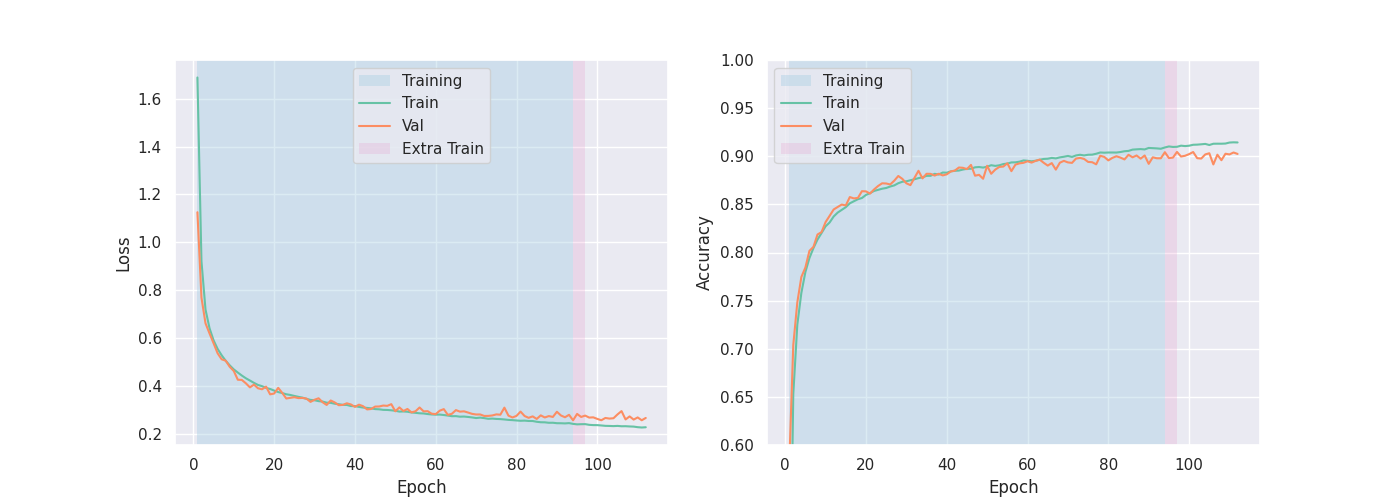 Training
Train
Val
Extra Train
1.6
1.4
1.2
1.0
0.8
0.6
0.4
0.2
Loss
0 20 40 60 80 100
Epoch
Training
Train
Val
Extra Train
1.00
0.95
0.90
0.85
0.80
0.75
0.70
0.65
0.60
Accuracy
0 20 40 60 80 100
Epoch